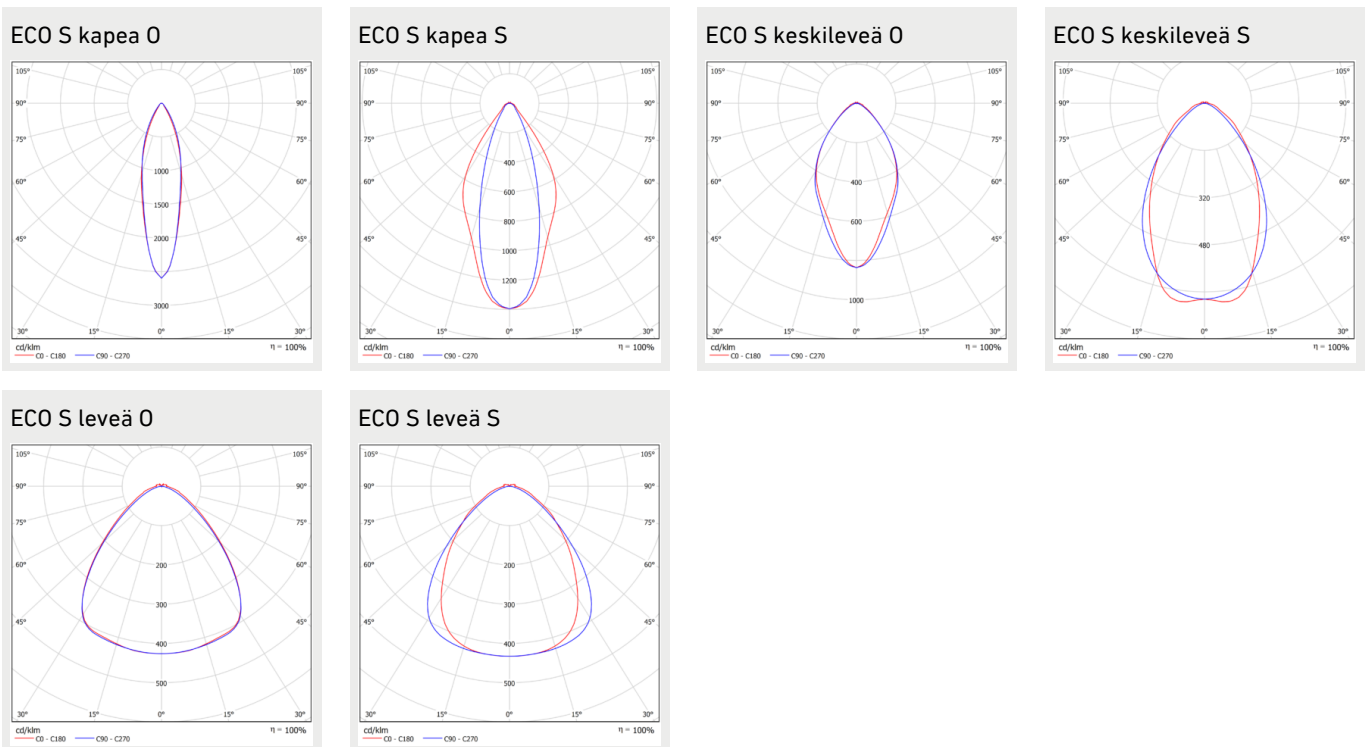 ECO S kapea O
105° 105°
90° 90°
75° 75°
1000
60° 60°
1500
45° 2000 45°
3000
30° 15° 0° 15° 30°
cd/klm η = 100%
C0 - C180 C90 - C270
ECO S kapea S
105° 105°
90° 90°
75° 75°
400
60° 600 60°
800
45° 45°
1000
1200
30° 15° 0° 15° 30°
cd/klm η = 100%
C0 - C180 C90 - C270
ECO S keskileveä O
105° 105°
90° 90°
75° 75°
60° 400 60°
600
45° 45°
1000
30° 15° 0° 15° 30°
cd/klm η = 100%
C0 - C180 C90 - C270
ECO S keskileveä S
105° 105°
90° 90°
75° 75°
60° 60°
320
45° 45°
480
30° 15° 0° 15° 30°
cd/klm η = 100%
C0 - C180 C90 - C270
ECO S leveä O
105° 105°
90° 90°
75° 75°
60° 200 60°
300
45° 45°
400
500
30° 15° 0° 15° 30°
cd/klm η = 100%
C0 - C180 C90 - C270
ECO S leveä S
105° 105°
90° 90°
75° 75°
60° 200 60°
300
45° 45°
400
500
30° 15° 0° 15° 30°
cd/klm η = 100%
C0 - C180 C90 - C270